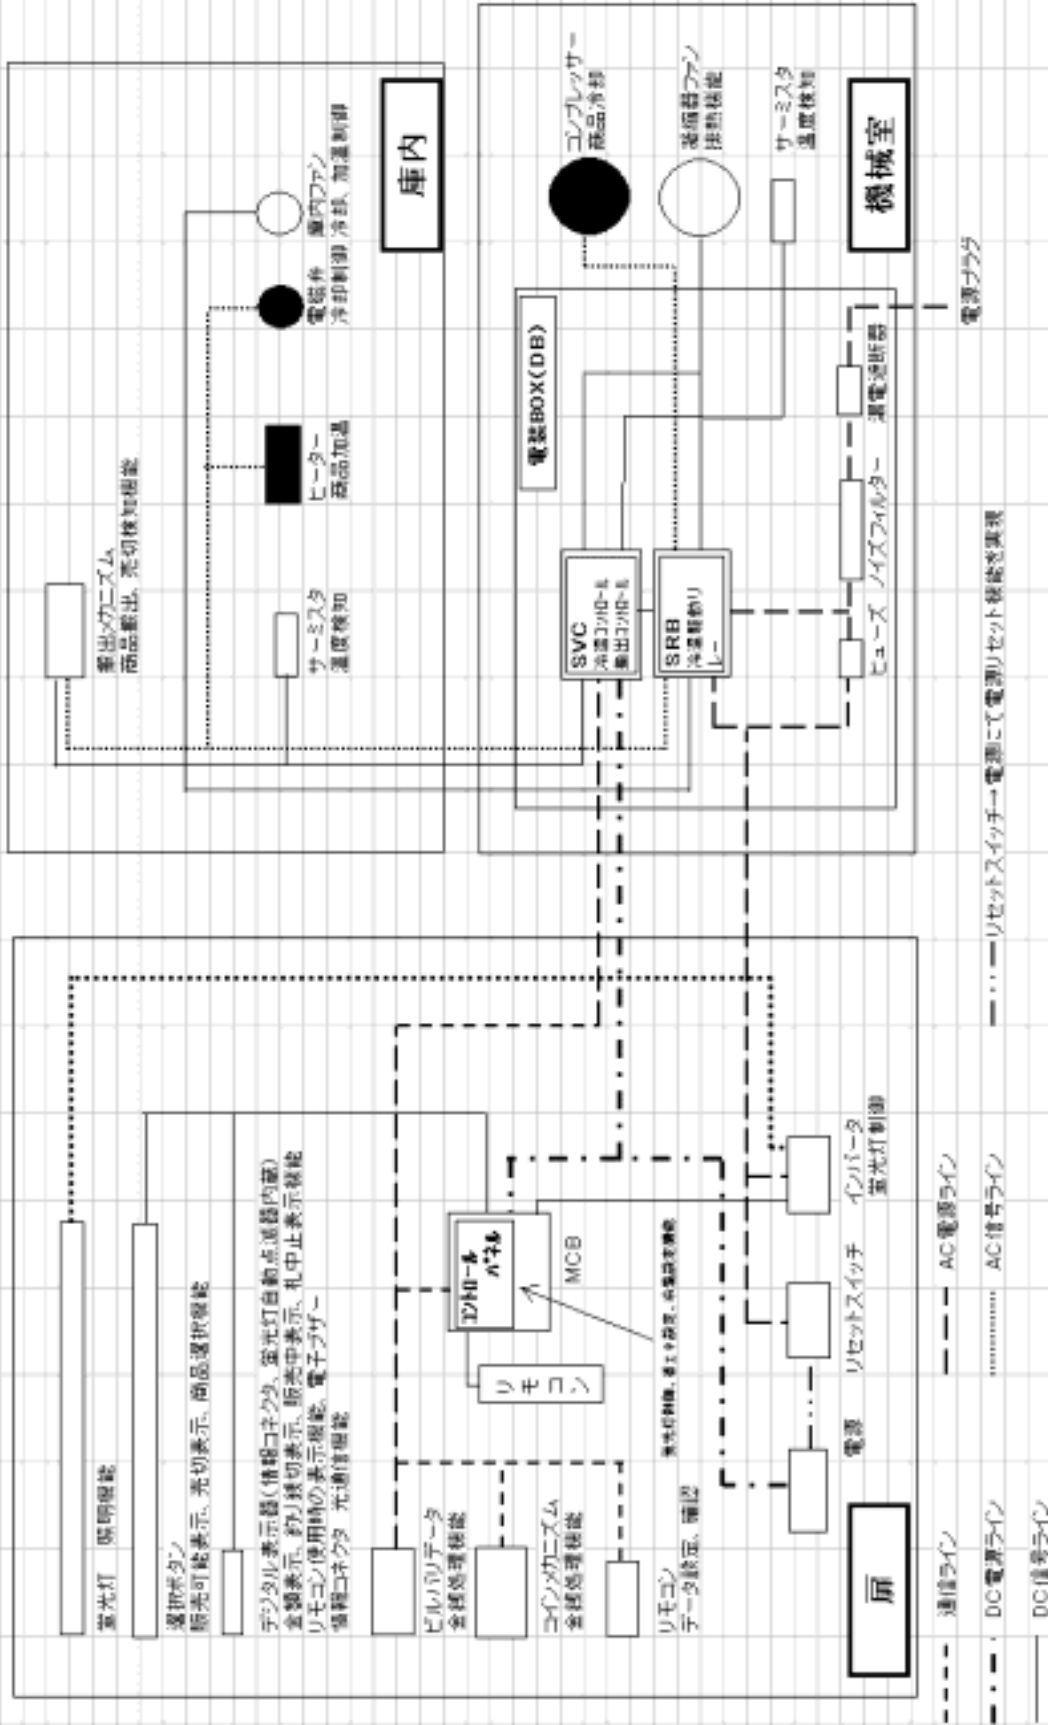 蛍光灯　照明機能
選択ボタン
販売可能表示、売切表示、商品選択機能
デジタル表示器(情報コネクタ、蛍光灯自動点滅器内蔵)
金額表示、釣り銭切表示、販売中表示、札中止表示機能
リモコン使用時の表示機能、電子ブザー
情報コネクタ　光通信機能
ビルバリデータ
金銭処理機能
コインメカニズム
金銭処理機能
リモコン
データ設定、確認
コントロール
パネル
MCB
リモコン
電源
リセットスイッチ
インバータ
蛍光灯制御
扉
搬出メカニズム
商品搬出、売切検知機能
サーミスタ
温度検知
ヒーター
商品加温
電磁弁
冷却制御
庫内ファン
冷却、加温制御
庫内
コンプレッサー
商品冷却
凝縮器ファン
排熱機能
サーミスタ
温度検知
機械室
電装BOX(DB)
SVC
冷温コントロール
搬出コントロール
SRB
冷温駆動リ
レー
ヒューズ
ノイズフィルター
漏電遮断器
電源プラグ
通信ライン
AC電源ライン
リセットスイッチ→電源にて電源リセット機能を実現
DC電源ライン
AC信号ライン
DC信号ライン